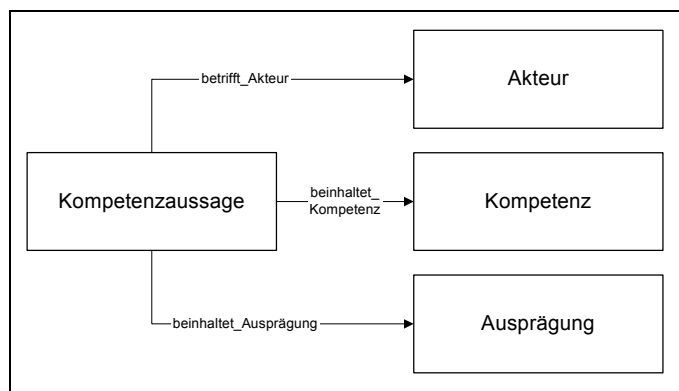 Akteur
betrifft_Akteur
Kompetenzaussage
beinhaltet_
Kompetenz
Kompetenz
beinhaltet_Ausprägung
Ausprägung